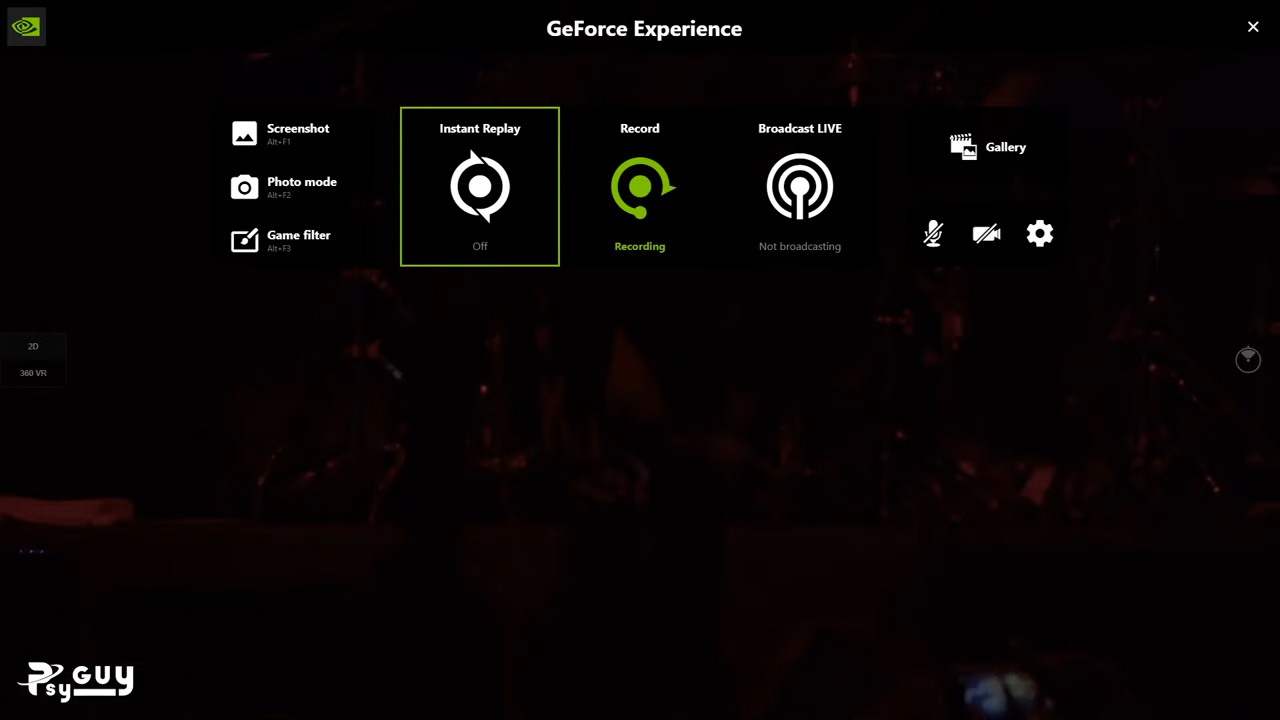 GeForce Experience
Screenshot
Alt+F1
Photo mode
Alt+F2
Game filter
Alt+F3
Instant Replay
Off
Record
Recording
Broadcast LIVE
Not broadcasting
Gallery
2D
360 VR
PsyGUY